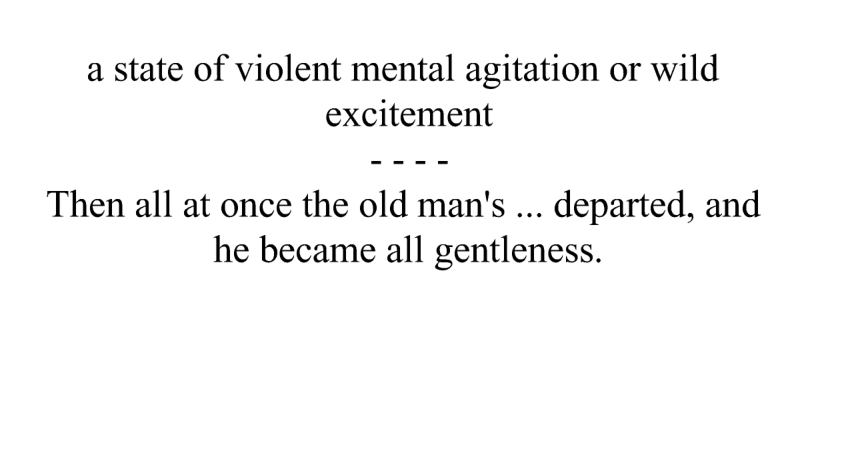 a state of violent mental agitation or wild
excitement
- - - -
Then all at once the old man's ... departed, and
he became all gentleness.